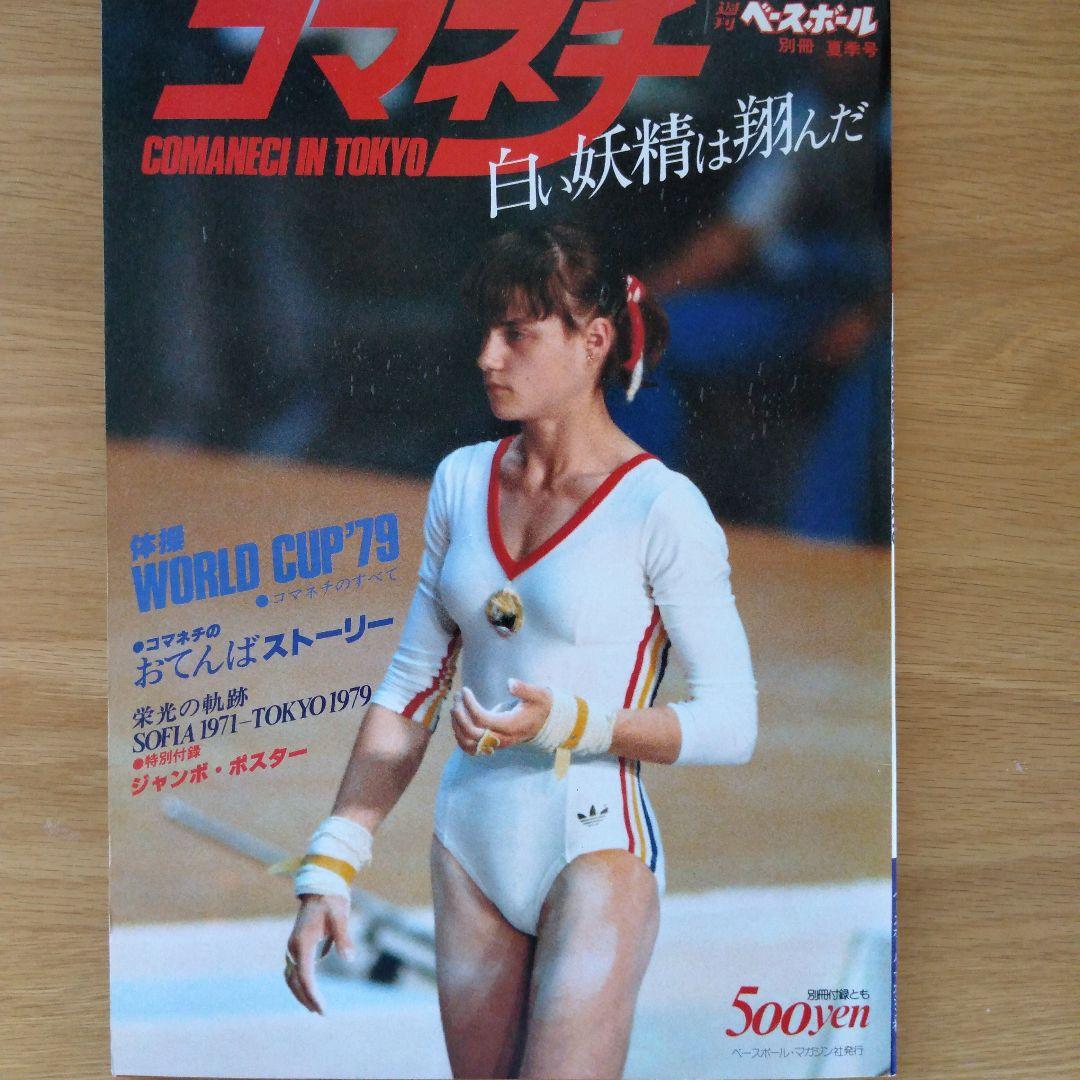 コマネチ
週刊 ベースボール
別冊 夏季号
COMANECI IN TOKYO
白い妖精は翔んだ
体操
WORLD CUP'79
●コマネチのすべて
●コマネチの
おてんばストーリー
栄光の軌跡
SOFIA 1971-TOKYO 1979
●特別付録
ジャンボ・ポスター
別冊付録とも
500yen
ベースボール・マガジン社発行